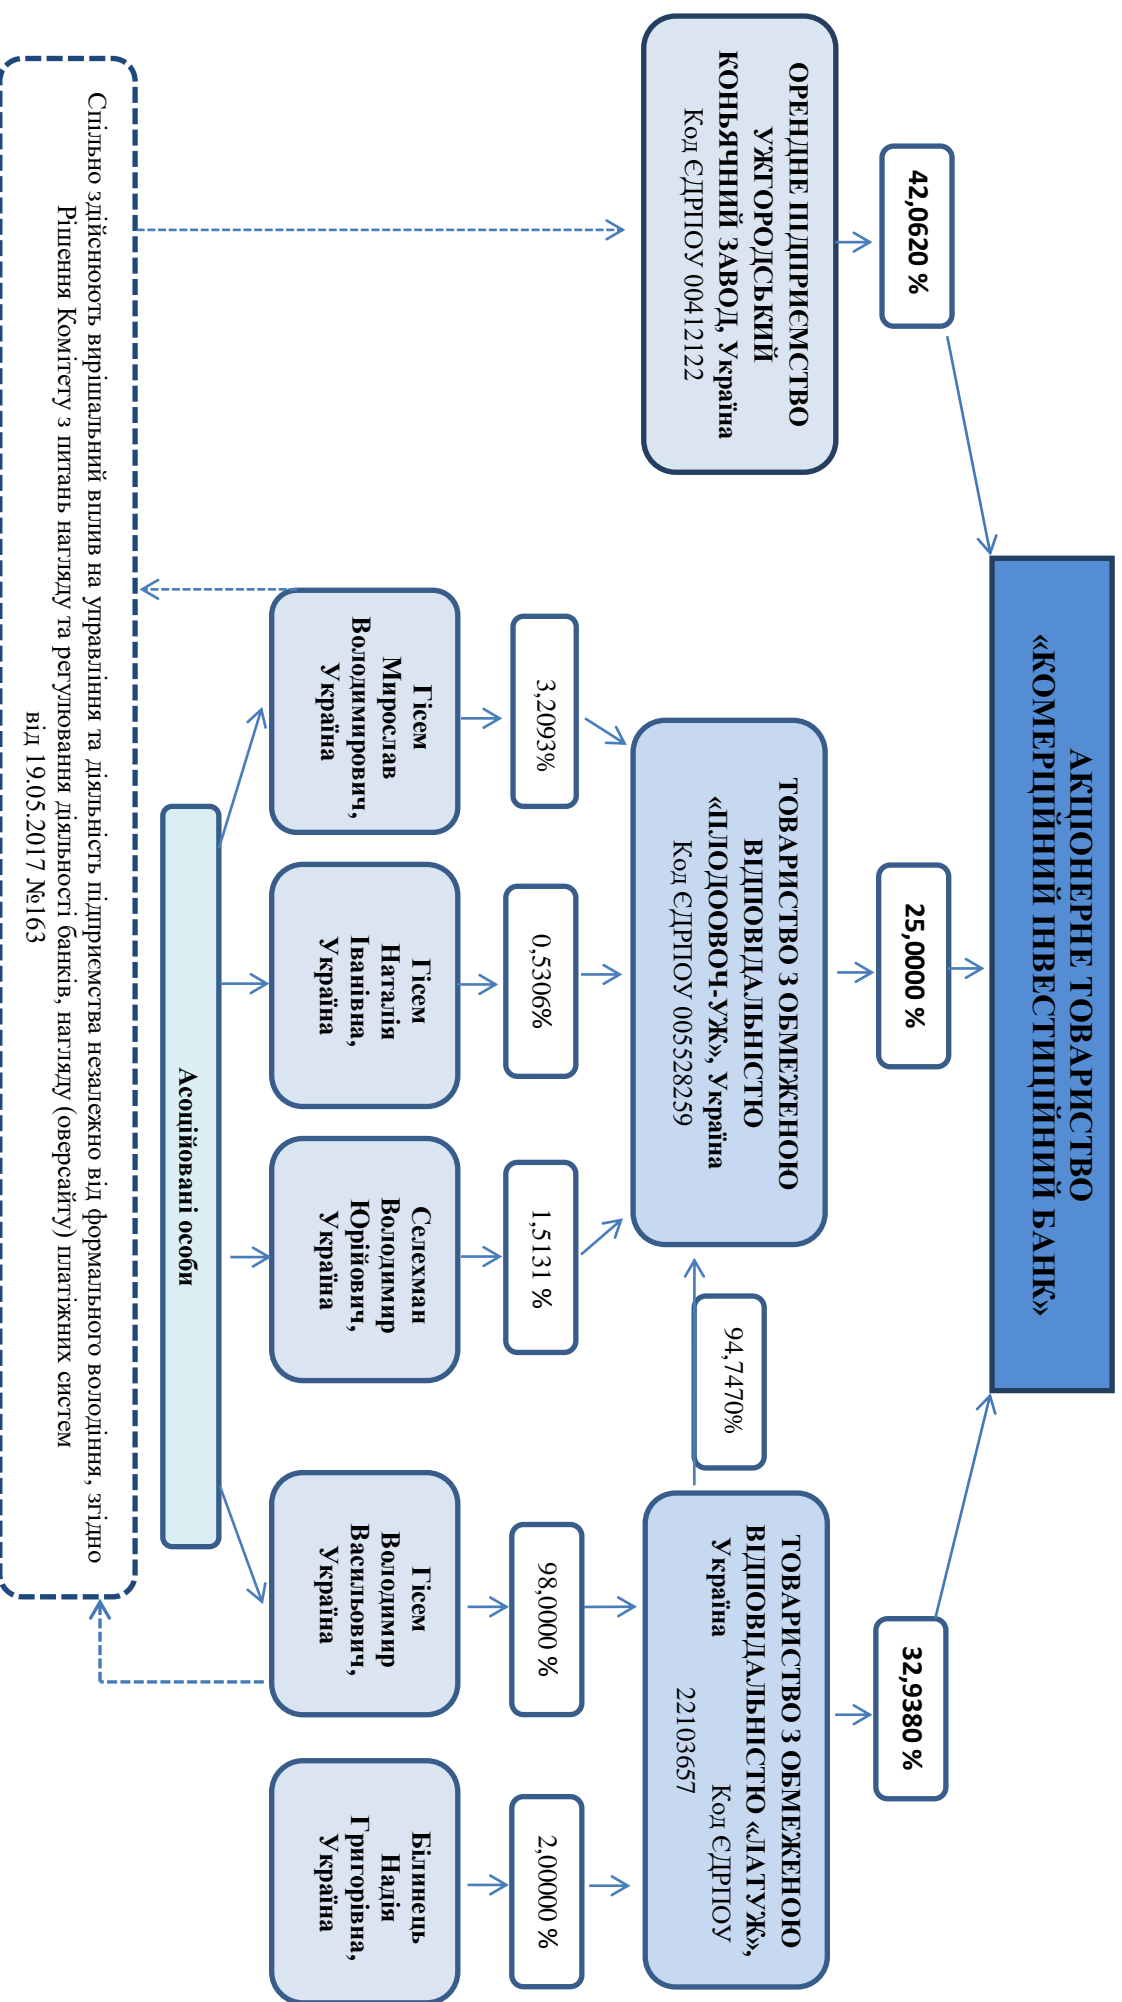 АКЦІОНЕРНЕ ТОВАРИСТВО
«КОМЕРЦІЙНИЙ ІНВЕСТИЦІЙНИЙ БАНК»
42,0620 %
25,0000 %
32,9380 %
ОРЕНДНЕ ПІДПРИЄМСТВО
УЖГОРОДСЬКИЙ
КОНЬЯЧНИЙ ЗАВОД, Україна
Код ЄДРПОУ 00412122
ТОВАРИСТВО З ОБМЕЖЕНОЮ
ВІДПОВІДАЛЬНІСТЮ
«ПЛОДООВОЧ-УЖ», Україна
Код ЄДРПОУ 005528259
94,7470%
ТОВАРИСТВО З ОБМЕЖЕНОЮ
ВІДПОВІДАЛЬНІСТЮ «ЛАТУЖ»,
Україна Код ЄДРПОУ
22103657
3,2093%
0,5306%
1,5131 %
98,0000 %
2,00000 %
Гісем
Мирослав
Володимирович,
Україна
Гісем
Наталія
Іванівна,
Україна
Селехман
Володимир
Юрійович,
Україна
Гісем
Володимир
Васильович,
Україна
Білинець
Надія
Григорівна,
Україна
Асоційовані особи
Спільно здійснюють вирішальний вплив на управління та діяльність підприємства незалежно від формального володіння, згідно
Рішення Комітету з питань нагляду та регулювання діяльності банків, нагляду (оверсайту) платіжних систем
від 19.05.2017 №163